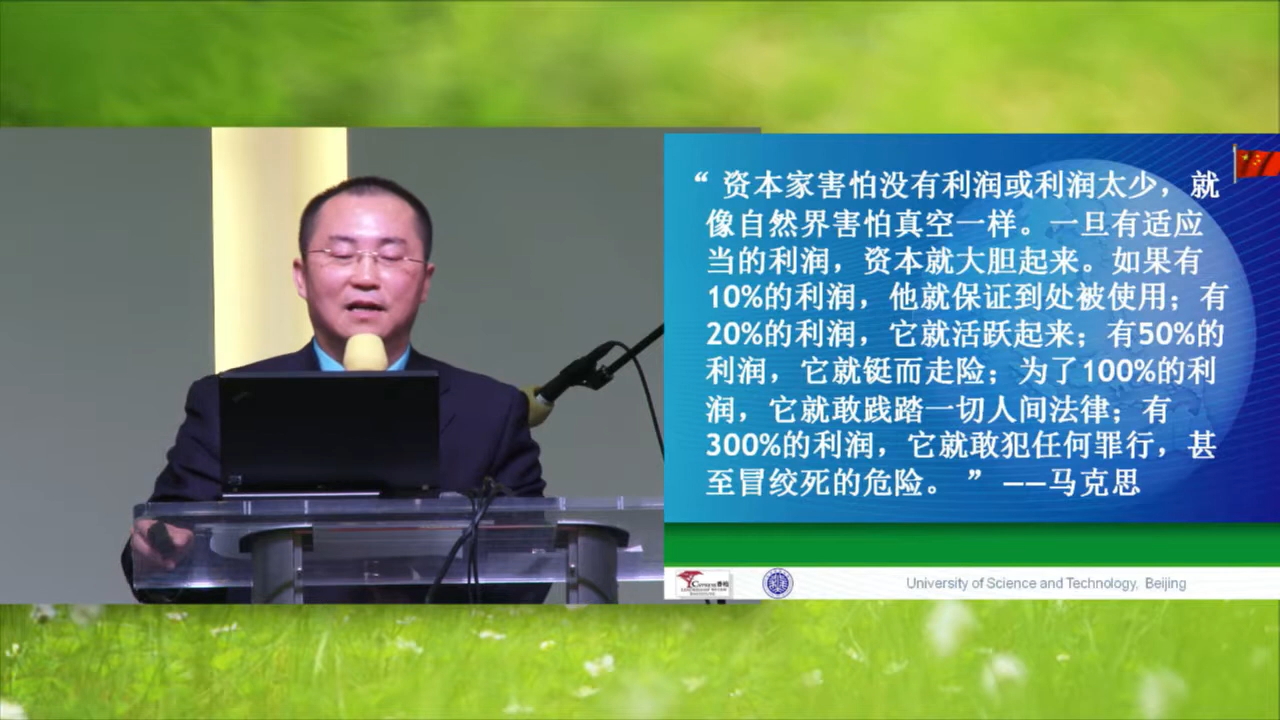 “ 资本家害怕没有利润或利润太少，就
像自然界害怕真空一样。一旦有适应
当的利润，资本就大胆起来。如果有
10%的利润，他就保证到处被使用；有
20%的利润，它就活跃起来；有50%的
利润，它就铤而走险；为了100%的利
润，它就敢践踏一切人间法律；有
300%的利润，它就敢犯任何罪行，甚
至冒绞死的危险。 ” ——马克思
University of Science and Technology, Beijing